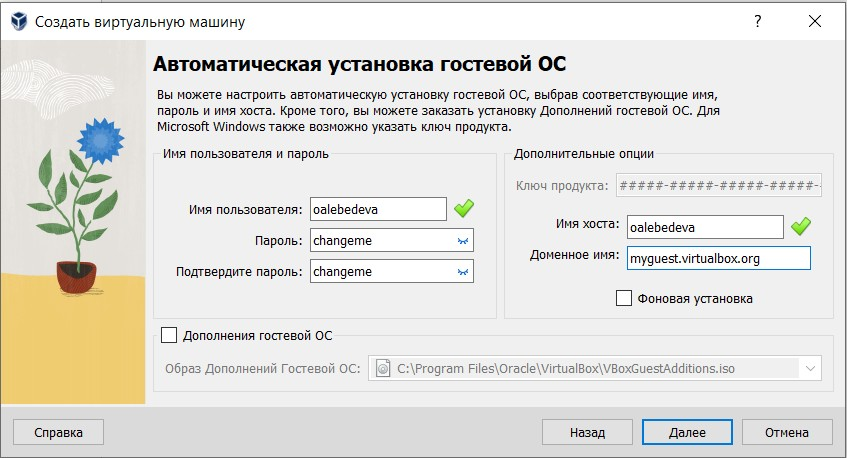 Создать виртуальную машину
Автоматическая установка гостевой ОС
Вы можете настроить автоматическую установку гостевой ОС, выбрав соответствующие имя,
пароль и имя хоста. Кроме того, вы можете заказать установку Дополнений гостевой ОС. Для
Microsoft Windows также возможно указать ключ продукта.
Имя пользователя и пароль
Имя пользователя: oalebedeva
Пароль: changeme
Подтвердите пароль: changeme
Дополнительные опции
Ключ продукта: #####-#####-#####-#####-
Имя хоста: oalebedeva
Доменное имя: myguest.virtualbox.org
Фоновая установка
Дополнения гостевой ОС
Образ Дополнений Гостевой ОС: C:\Program Files\Oracle\VirtualBox\VBoxGuestAdditions.iso
Справка Назад Далее Отмена